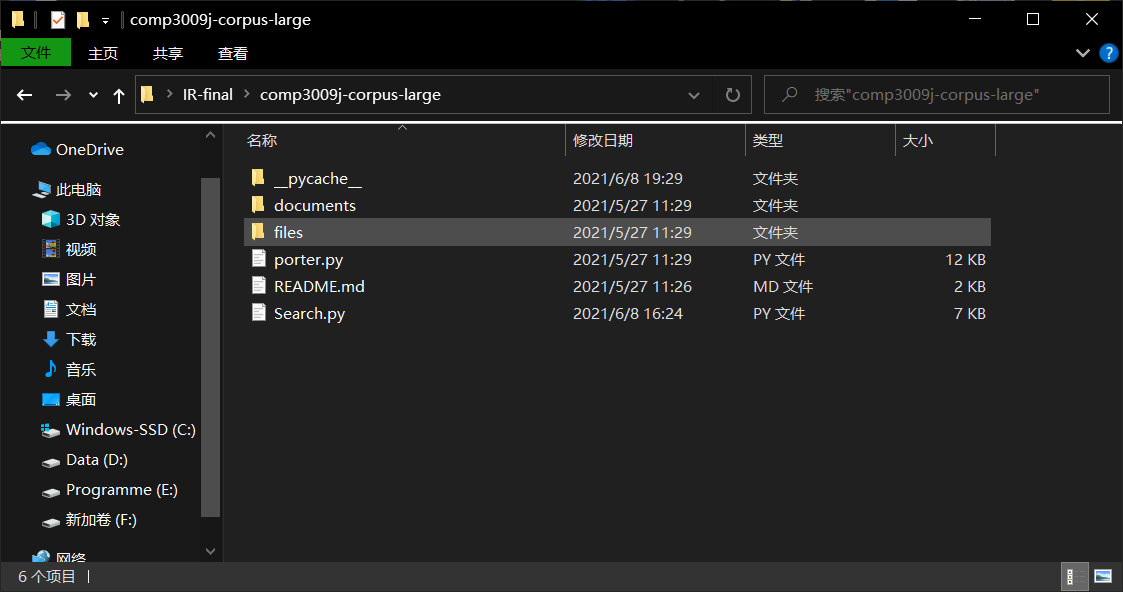 comp3009j-corpus-large
文件 主页 共享 查看
IR-final comp3009j-corpus-large 搜索"comp3009j-corpus-large"
名称 修改日期 类型 大小
OneDrive
此电脑
3D 对象
视频
图片
文档
下载
音乐
桌面
Windows-SSD (C:)
Data (D:)
Programme (E:)
新加卷 (F:)
网络
__pycache__ 2021/6/8 19:29 文件夹
documents 2021/5/27 11:29 文件夹
files 2021/5/27 11:29 文件夹
porter.py 2021/5/27 11:29 PY 文件 12 KB
README.md 2021/5/27 11:26 MD 文件 2 KB
Search.py 2021/6/8 16:24 PY 文件 7 KB
6 个项目